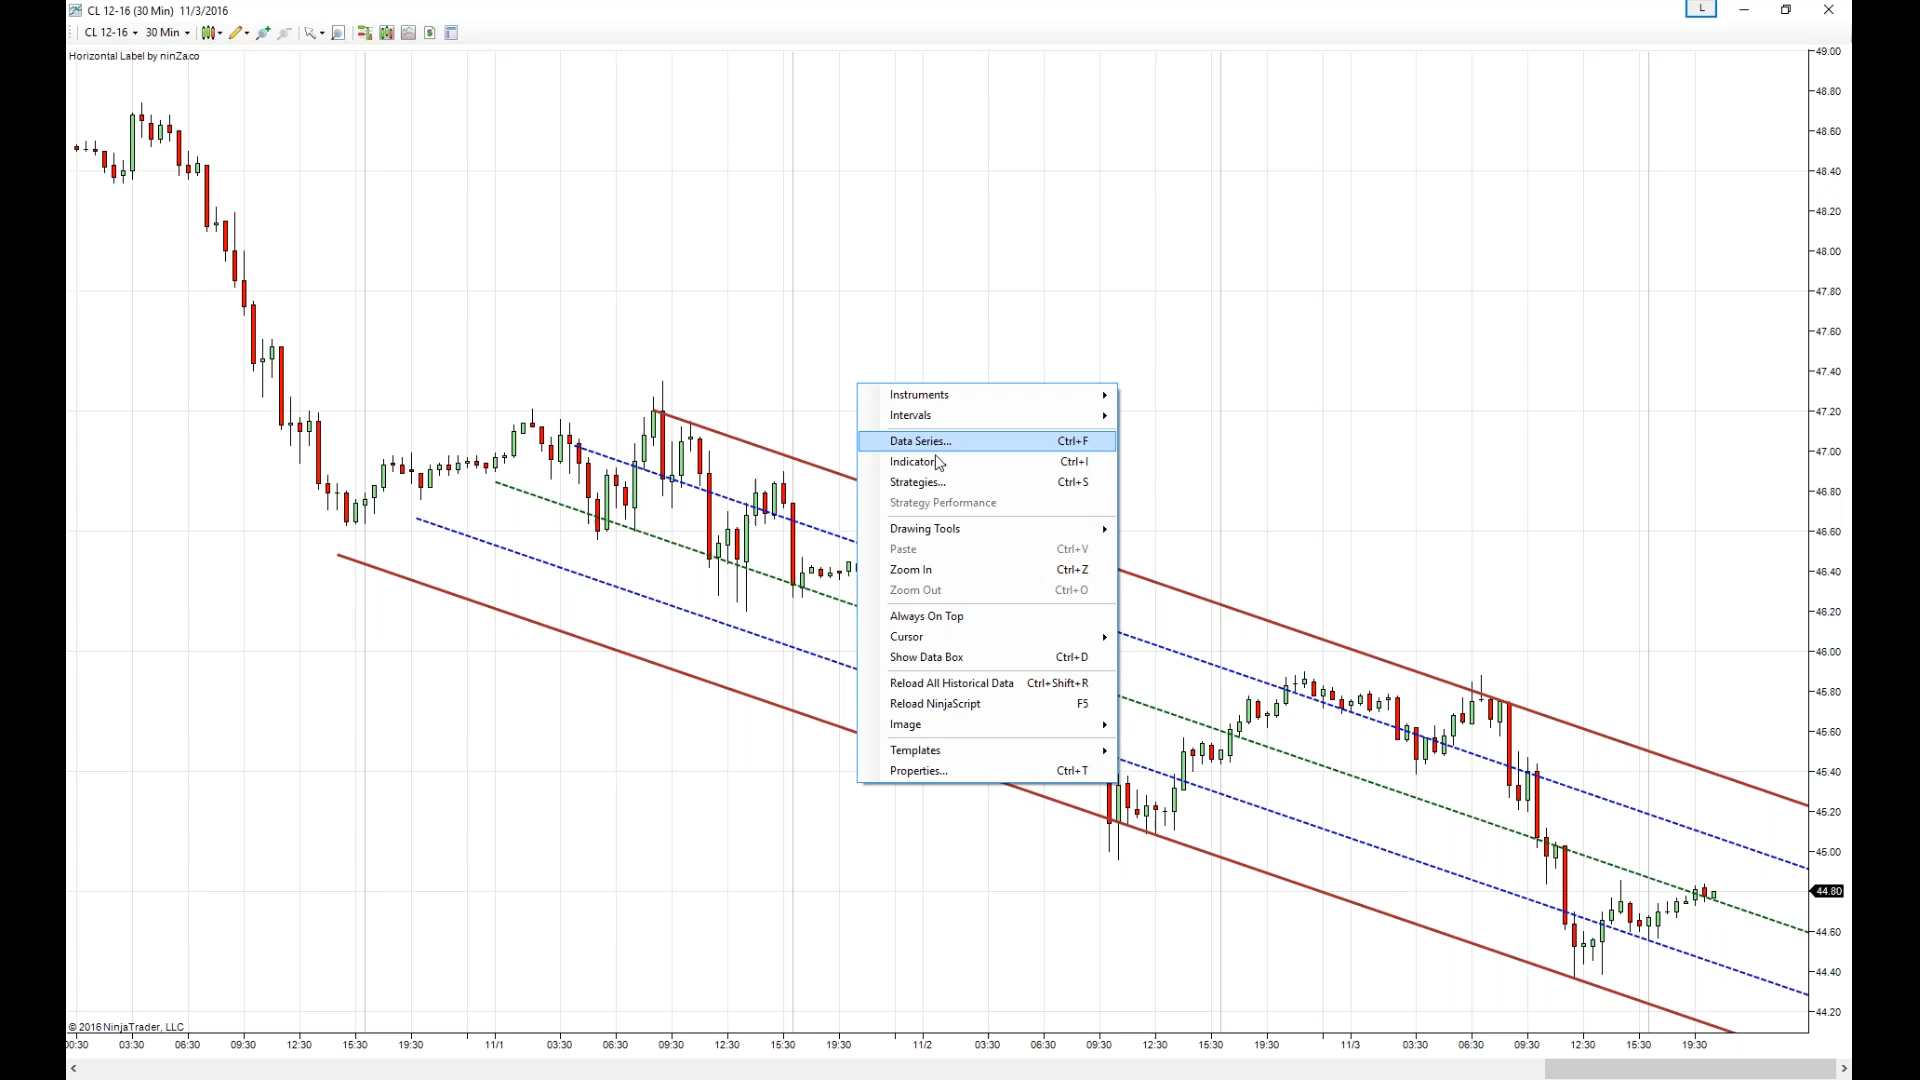 CL 12-16 (30 Min) 11/3/2016
L
CL 12-16 30 Min
Horizontal Label by ninZa.co
49.00
48.80
48.60
48.40
48.20
48.00
47.80
47.60
47.40
47.20
47.00
46.80
46.60
46.40
46.20
46.00
45.80
45.60
45.40
45.20
45.00
44.80
44.60
44.40
44.20
Instruments
Intervals
Data Series... Ctrl+F
Indicator Ctrl+I
Strategies... Ctrl+S
Strategy Performance
Drawing Tools
Paste Ctrl+V
Zoom In Ctrl+Z
Zoom Out Ctrl+O
Always On Top
Cursor
Show Data Box Ctrl+D
Reload All Historical Data Ctrl+Shift+R
Reload NinjaScript F5
Image
Templates
Properties... Ctrl+T
© 2016 NinjaTrader, LLC
0:30 03:30 06:30 09:30 12:30 15:30 19:30 11/1 03:30 06:30 09:30 12:30 15:30 19:30 11/2 03:30 06:30 09:30 12:30 15:30 19:30 11/3 03:30 06:30 09:30 12:30 15:30 19:30